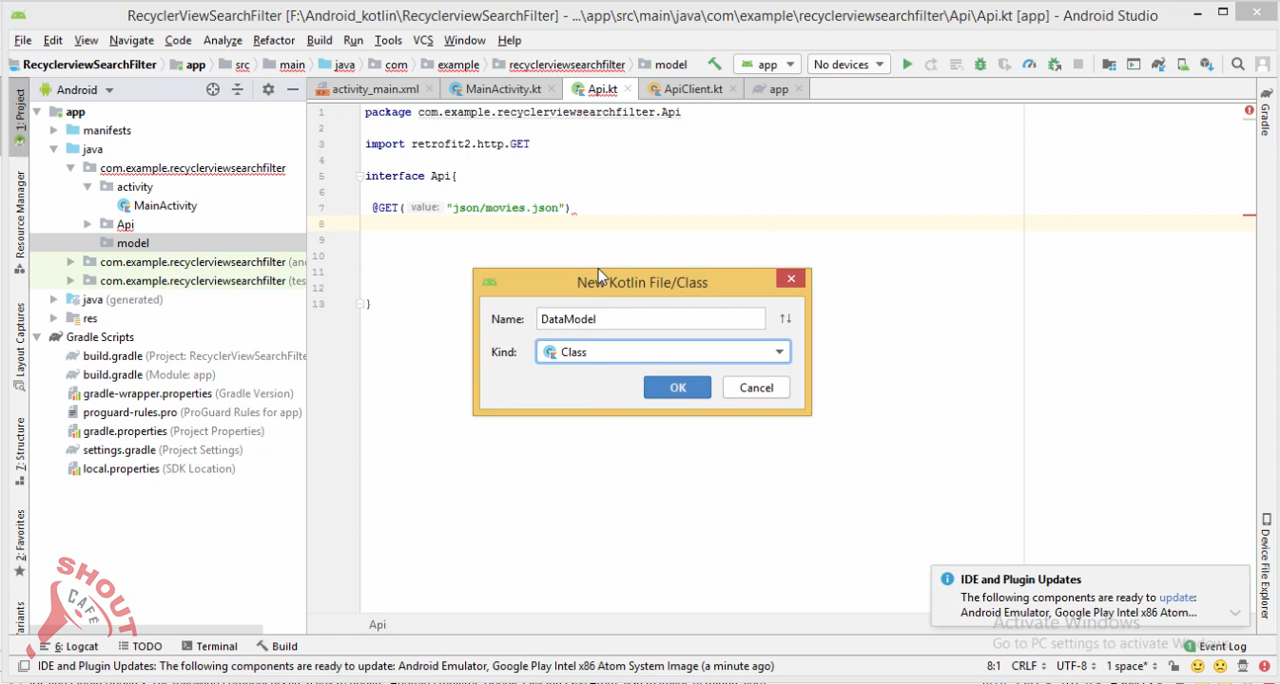 RecyclerViewSearchFilter [F:\Android_kotlin\RecyclerViewSearchFilter] - ...\app\src\main\java\com\example\recyclerviewsearchfilter\Api\Api.kt [app] - Android Studio
File Edit View Navigate Code Analyze Refactor Build Run Tools VCS Window Help
RecyclerviewSearchFilter app src main java com example recyclerviewsearchfilter model app No devices
1: Project Android activity_main.xml MainActivity.kt Api.kt ApiClient.kt app Gradle
app
manifests
java
com.example.recyclerviewsearchfilter
activity
MainActivity
Api
model
com.example.recyclerviewsearchfilter (an
com.example.recyclerviewsearchfilter (tes
java (generated)
res
Gradle Scripts
build.gradle (Project: RecyclerViewSearchFilte
build.gradle (Module: app)
gradle-wrapper.properties (Gradle Version)
proguard-rules.pro (ProGuard Rules for app)
gradle.properties (Project Properties)
settings.gradle (Project Settings)
local.properties (SDK Location)
Resource Manager
Layout Captures
7: Structure
2: Favorites
ariants
1 package com.example.recyclerviewsearchfilter.Api
2
3 import retrofit2.http.GET
4
5 interface Api{
6
7 @GET( value: "json/movies.json")
8
9
10
11
12
13 }
New Kotlin File/Class
Name: DataModel
Kind: Class
OK Cancel
Device File Explorer
IDE and Plugin Updates
The following components are ready to update:
Android Emulator, Google Play Intel x86 Atom...
Activate Windows
Go to PC settings to activate W
SHOUT
CAFE
Api
6: Logcat TODO Terminal Build 1 Event Log
IDE and Plugin Updates: The following components are ready to update: Android Emulator, Google Play Intel x86 Atom System Image (a minute ago) 8:1 CRLF UTF-8 1 space*